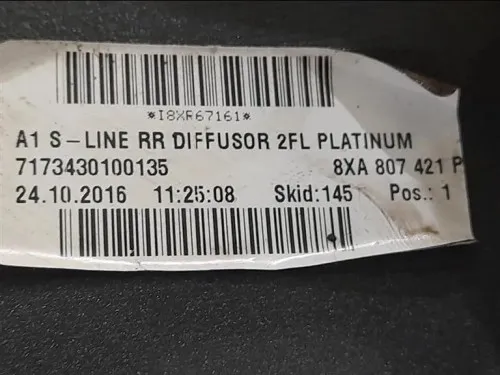 *I8XR67161*
A1 S-LINE RR DIFFUSOR 2FL PLATINUM
7173430100135 8XA 807 421 P
24.10.2016 11:25:08 Skid:145 Pos.: 1